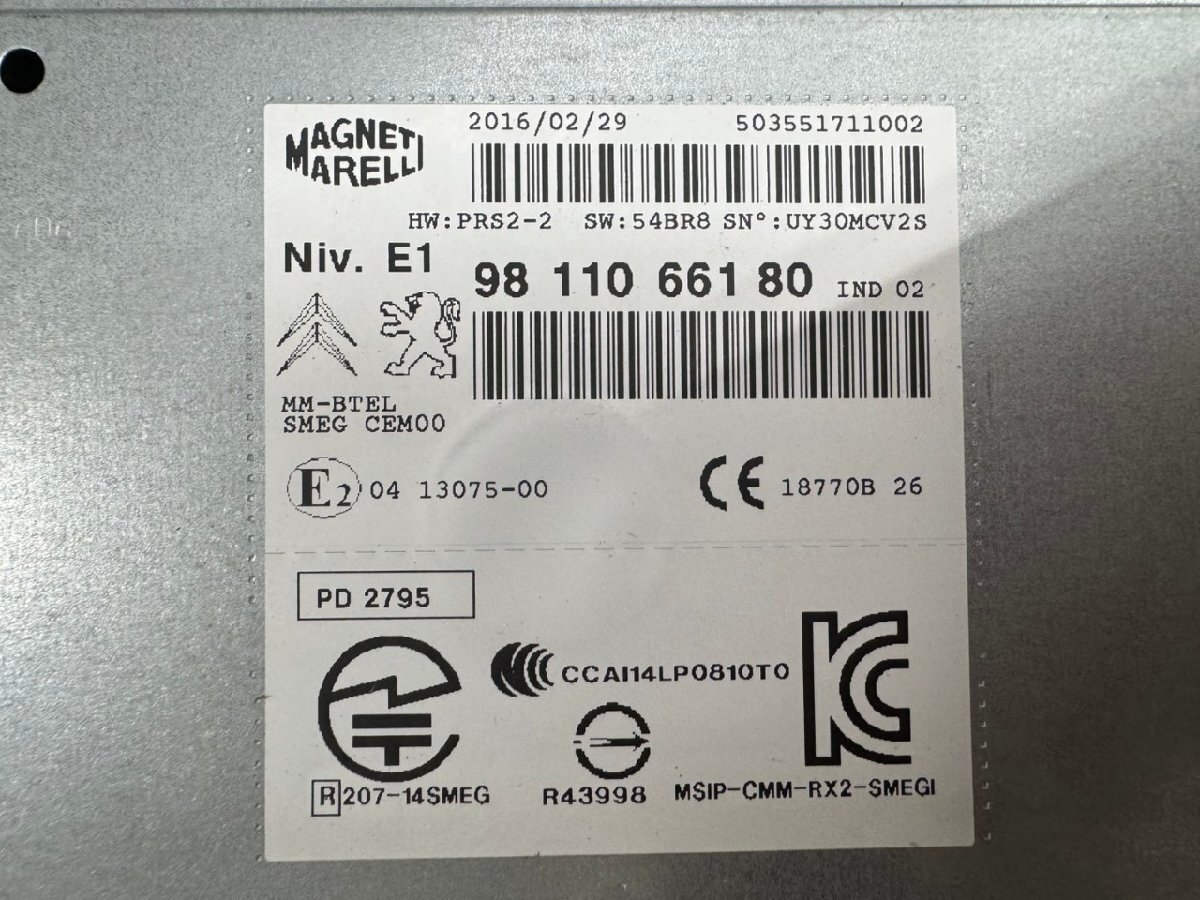 MAGNETI
MARELLI
2016/02/29 503551711002
HW:PRS2-2 SW:54BR8 SN°:UY30MCV2S
Niv. E1
98 110 661 80 IND 02
MM-BTEL
SMEG CEM00
E2 04 13075-00
CE 18770B 26
PD 2795
CCAI14LP0810T0
R 207-14SMEG
R43998
MSIP-CMM-RX2-SMEGI